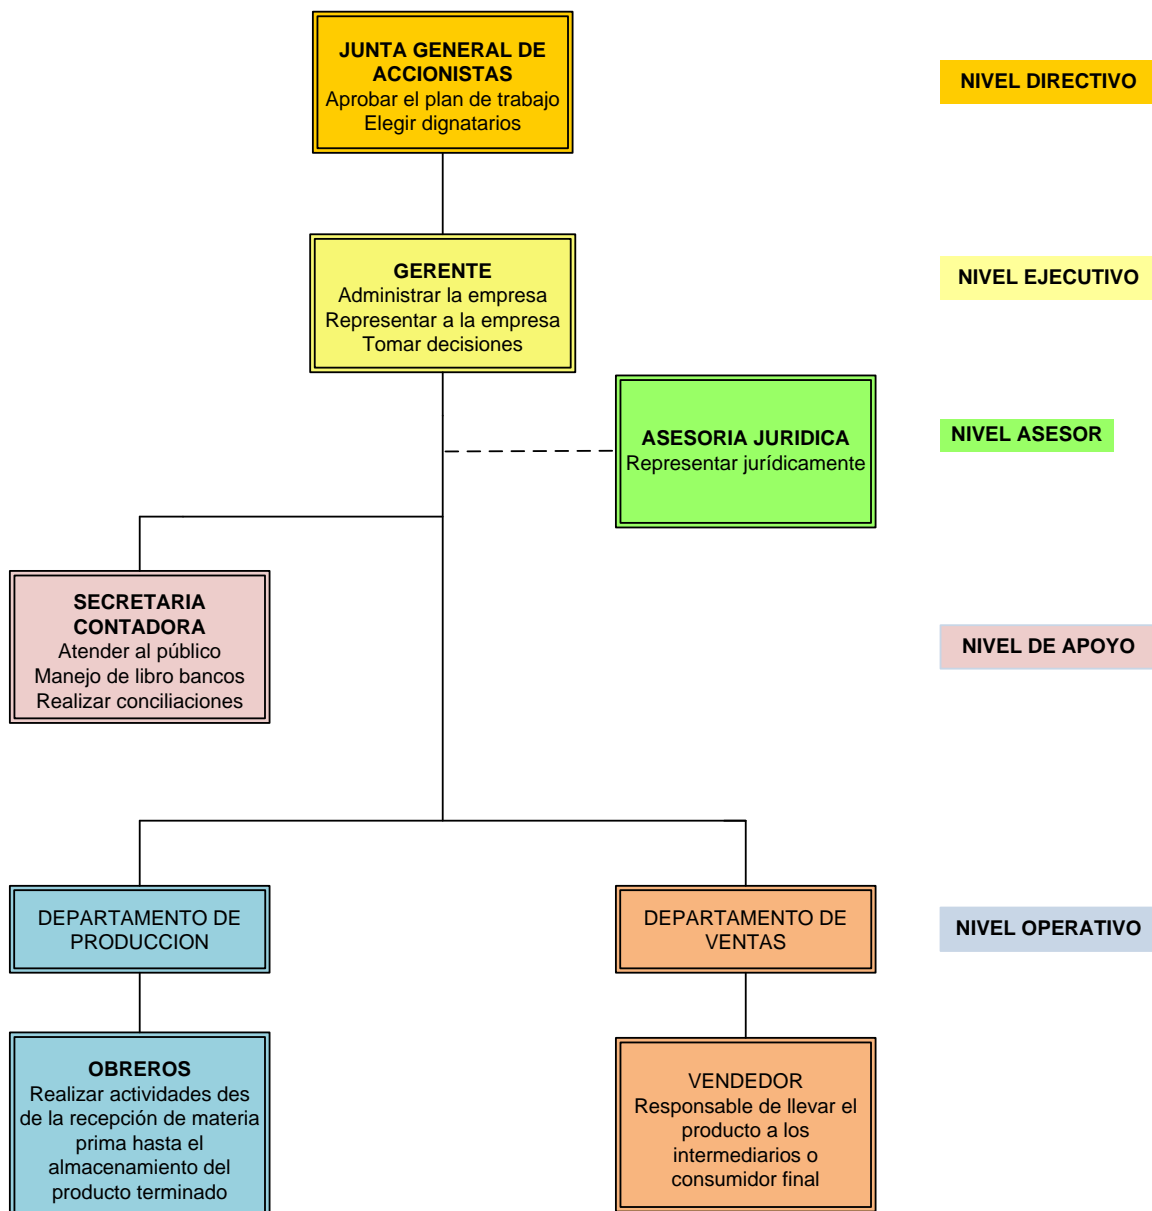 JUNTA GENERAL DE
ACCIONISTAS
Aprobar el plan de trabajo
Elegir dignatarios
NIVEL DIRECTIVO
GERENTE
Administrar la empresa
Representar a la empresa
Tomar decisiones
NIVEL EJECUTIVO
ASESORIA JURIDICA
Representar jurídicamente
NIVEL ASESOR
SECRETARIA
CONTADORA
Atender al público
Manejo de libro bancos
Realizar conciliaciones
NIVEL DE APOYO
DEPARTAMENTO DE
PRODUCCION
DEPARTAMENTO DE
VENTAS
NIVEL OPERATIVO
OBREROS
Realizar actividades des
de la recepción de materia
prima hasta el
almacenamiento del
producto terminado
VENDEDOR
Responsable de llevar el
producto a los
intermediarios o
consumidor final